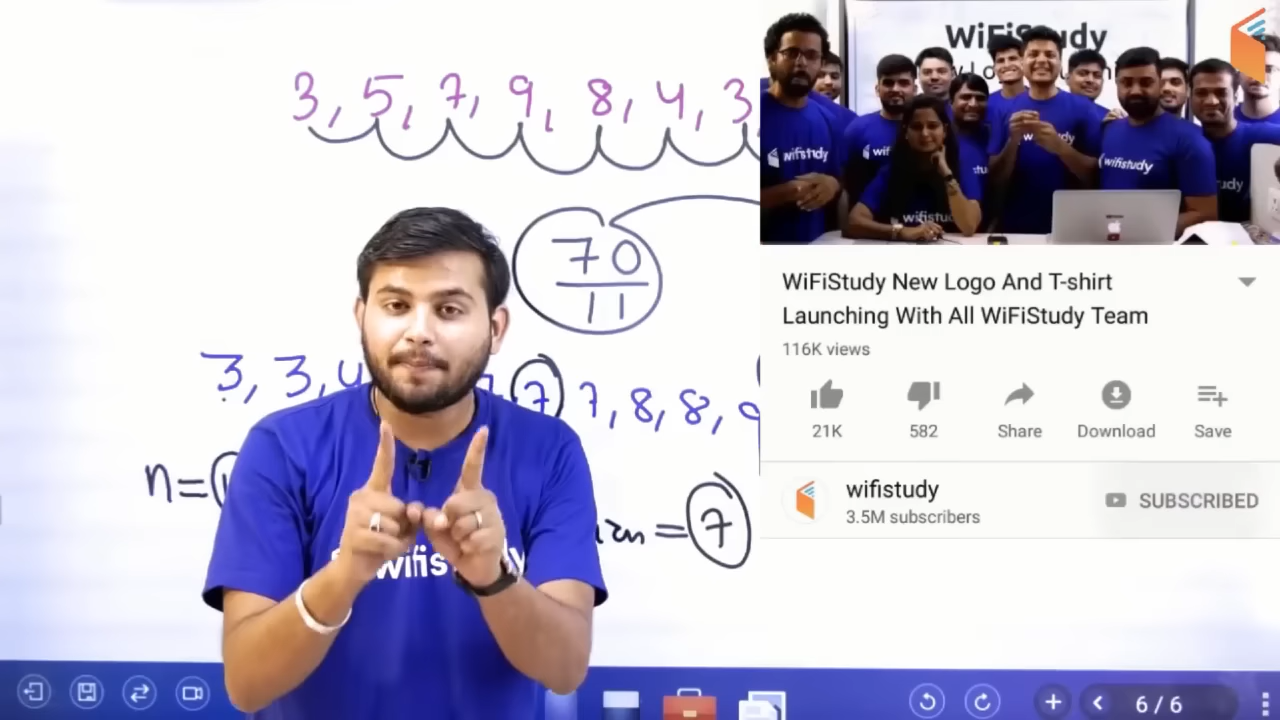 3, 5, 7, 9, 8, 4, 3,
70
11
3, 3, 4 7 7, 8, 8,
n=
= 7
wifistudy
WiFiStudy
wifistudy
wifistudy
wifistudy
WiFiStudy New Logo And T-shirt
Launching With All WiFiStudy Team
116K views
21K 582 Share Download Save
wifistudy
3.5M subscribers
SUBSCRIBED
6 / 6